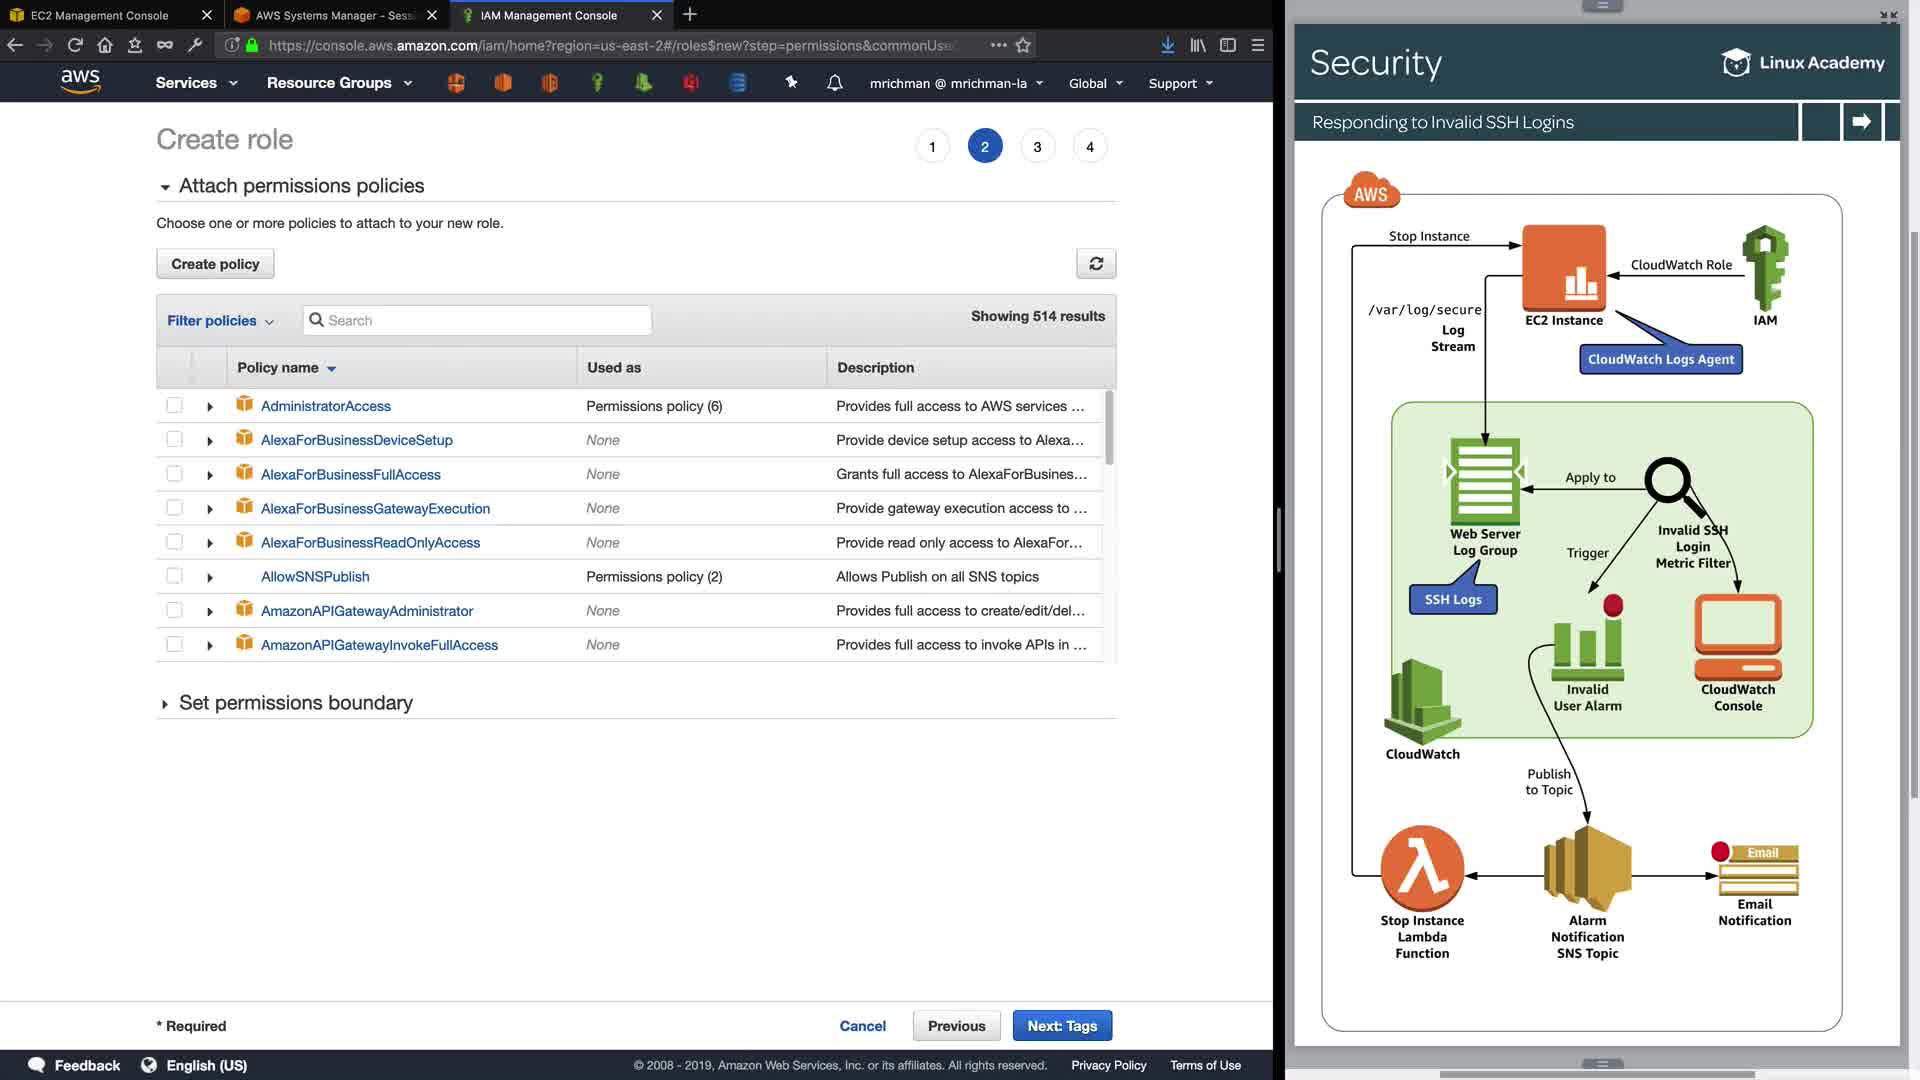 EC2 Management Console
AWS Systems Manager - Sess
IAM Management Console
https://console.aws.amazon.com/iam/home?region=us-east-2#/roles$new?step=permissions&commonUse
aws
Services
Resource Groups
mrichman @ mrichman-la
Global
Support
Create role
1
2
3
4
Attach permissions policies
Choose one or more policies to attach to your new role.
Create policy
Filter policies
Search
Showing 514 results
Policy name
Used as
Description
AdministratorAccess
Permissions policy (6)
Provides full access to AWS services ...
AlexaForBusinessDeviceSetup
None
Provide device setup access to Alexa...
AlexaForBusinessFullAccess
None
Grants full access to AlexaForBusines...
AlexaForBusinessGatewayExecution
None
Provide gateway execution access to ...
AlexaForBusinessReadOnlyAccess
None
Provide read only access to AlexaFor...
AllowSNSPublish
Permissions policy (2)
Allows Publish on all SNS topics
AmazonAPIGatewayAdministrator
None
Provides full access to create/edit/del...
AmazonAPIGatewayInvokeFullAccess
None
Provides full access to invoke APIs in ...
Set permissions boundary
* Required
Cancel
Previous
Next: Tags
Feedback
English (US)
© 2008 - 2019, Amazon Web Services, Inc. or its affiliates. All rights reserved.
Privacy Policy
Terms of Use
Security
Linux Academy
Responding to Invalid SSH Logins
AWS
Stop Instance
CloudWatch Role
/var/log/secure
Log
Stream
EC2 Instance
IAM
CloudWatch Logs Agent
Apply to
Web Server
Log Group
Invalid SSH
Login
Metric Filter
Trigger
SSH Logs
Invalid
User Alarm
CloudWatch
Console
CloudWatch
Publish
to Topic
Email
Stop Instance
Lambda
Function
Alarm
Notification
SNS Topic
Email
Notification